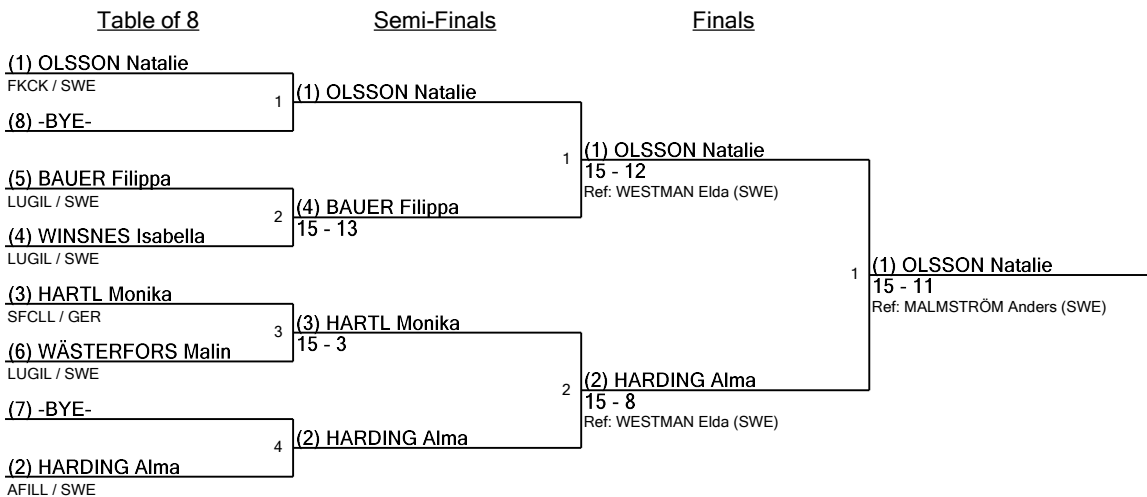 Table of 8
Semi-Finals
Finals
(1) OLSSON Natalie
FKCK / SWE
(8) -BYE-
(5) BAUER Filippa
LUGIL / SWE
(4) WINSNES Isabella
LUGIL / SWE
(3) HARTL Monika
SFCLL / GER
(6) WÄSTERFORS Malin
LUGIL / SWE
(7) -BYE-
(2) HARDING Alma
AFILL / SWE
1
(1) OLSSON Natalie
2
(4) BAUER Filippa
15 - 13
3
(3) HARTL Monika
15 - 3
4
(2) HARDING Alma
1
(1) OLSSON Natalie
15 - 12
Ref: WESTMAN Elda (SWE)
2
(2) HARDING Alma
15 - 8
Ref: WESTMAN Elda (SWE)
1
(1) OLSSON Natalie
15 - 11
Ref: MALMSTRÖM Anders (SWE)